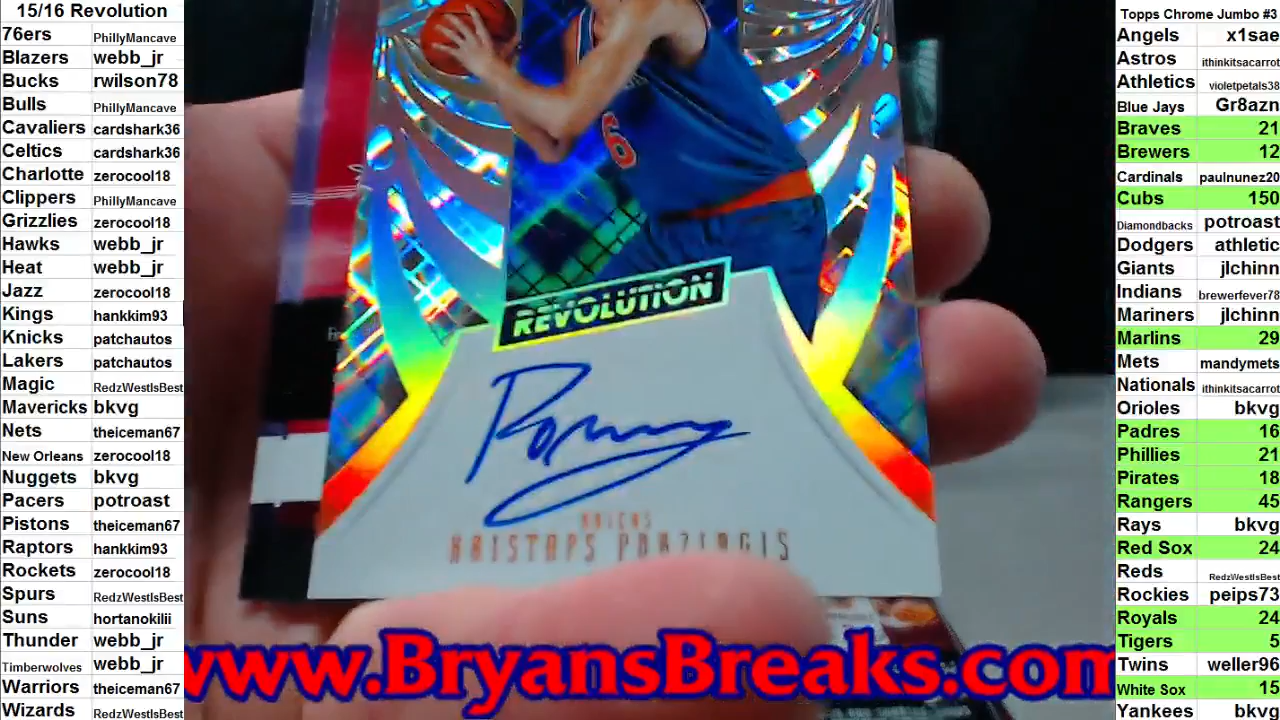 15/16 Revolution
76ers PhillyMancave
Blazers webb_jr
Bucks rwilson78
Bulls PhillyMancave
Cavaliers cardshark36
Celtics cardshark36
Charlotte zerocool18
Clippers PhillyMancave
Grizzlies zerocool18
Hawks webb_jr
Heat webb_jr
Jazz zerocool18
Kings hankkim93
Knicks patchautos
Lakers patchautos
Magic RedzWestIsBest
Mavericks bkvg
Nets theiceman67
New Orleans zerocool18
Nuggets bkvg
Pacers potroast
Pistons theiceman67
Raptors hankkim93
Rockets zerocool18
Spurs RedzWestIsBest
Suns hortanokilii
Thunder webb_jr
Timberwolves webb_jr
Warriors theiceman67
Wizards RedzWestIsBest
6
REVOLUTION
KNICKS
KRISTAPS PORZINGIS
www.BryansBreaks.com
Topps Chrome Jumbo #3
Angels x1sae
Astros ithinkitsacarrot
Athletics violetpetals38
Blue Jays Gr8azn
Braves 21
Brewers 12
Cardinals paulnunez20
Cubs 150
Diamondbacks potroast
Dodgers athletic
Giants jlchinn
Indians brewerfever78
Mariners jlchinn
Marlins 29
Mets mandymets
Nationals ithinkitsacarrot
Orioles bkvg
Padres 16
Phillies 21
Pirates 18
Rangers 45
Rays bkvg
Red Sox 24
Reds RedzWestIsBest
Rockies peips73
Royals 24
Tigers 5
Twins weller96
White Sox 15
Yankees bkvg